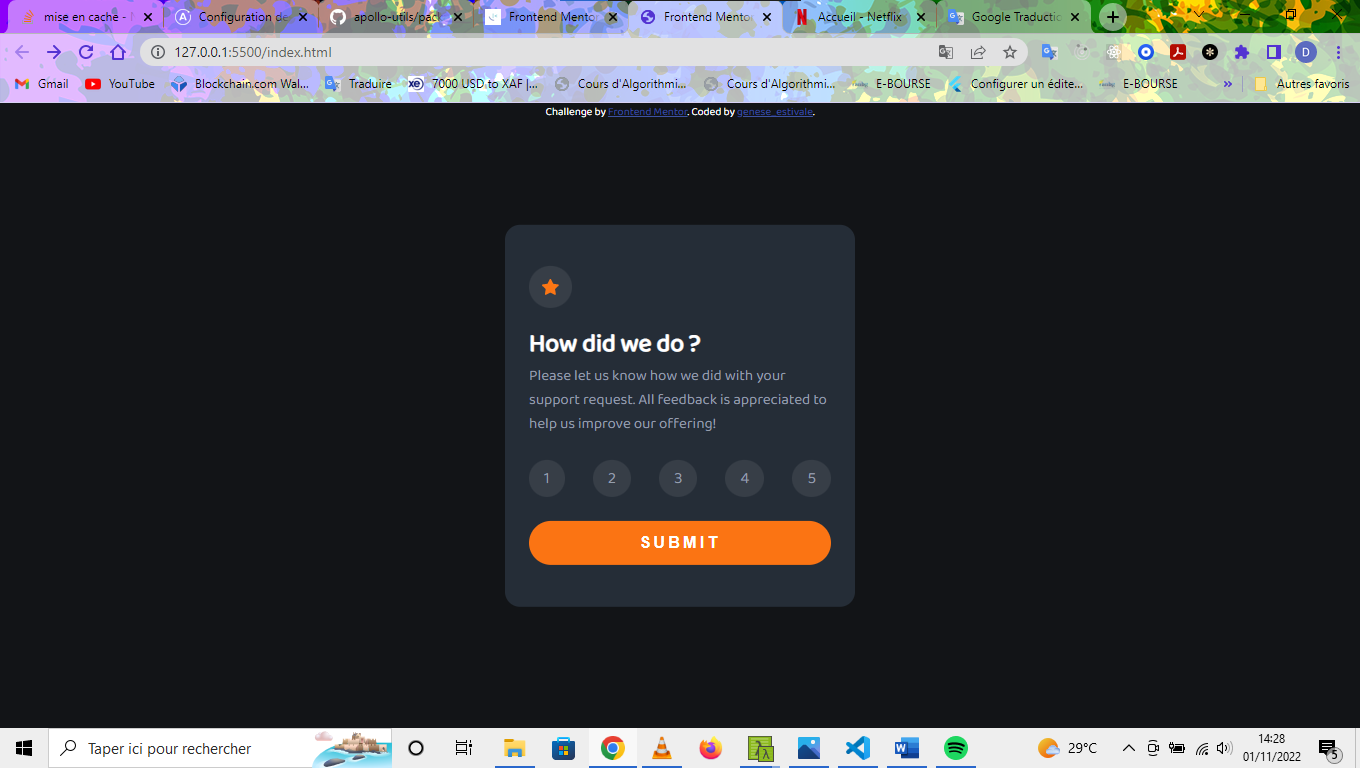 mise en cache -
Configuration de
apollo-utils/pack
Frontend Mentor
Frontend Mentor
Accueil - Netflix
Google Traductio
127.0.0.1:5500/index.html
D
Gmail
YouTube
Blockchain.com Wal...
Traduire
7000 USD to XAF |...
Cours d'Algorithmi...
Cours d'Algorithmi...
E-BOURSE
Configurer un édite...
E-BOURSE
»
Autres favoris
Challenge by Frontend Mentor. Coded by genese_estivale.
How did we do ?
Please let us know how we did with your
support request. All feedback is appreciated to
help us improve our offering!
1 2 3 4 5
SUBMIT
Taper ici pour rechercher
29°C
14:28
01/11/2022
5